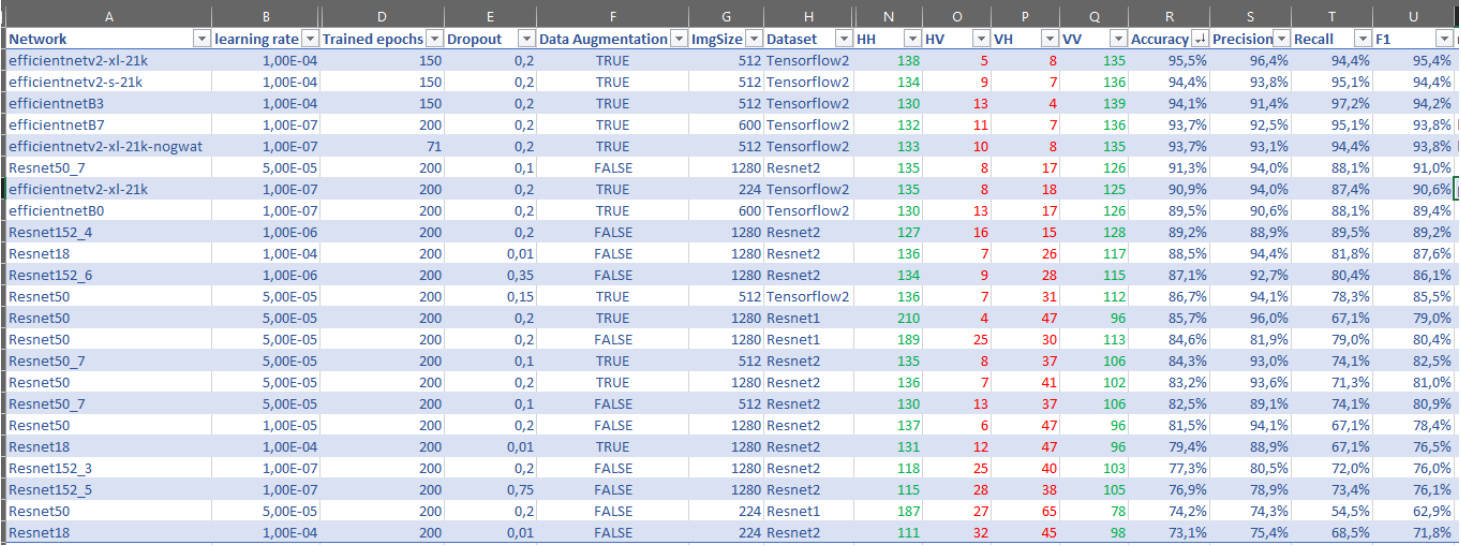 A B D E F G H N O P Q R S T U
Network learning rate Trained epochs Dropout Data Augmentation ImgSize Dataset HH HV VH VV Accuracy Precision Recall F1
efficientnetv2-xl-21k 1,00E-04 150 0,2 TRUE 512 Tensorflow2 138 5 8 135 95,5% 96,4% 94,4% 95,4%
efficientnetv2-s-21k 1,00E-04 150 0,2 TRUE 512 Tensorflow2 134 9 7 136 94,4% 93,8% 95,1% 94,4%
efficientnetB3 1,00E-04 150 0,2 TRUE 512 Tensorflow2 130 13 4 139 94,1% 91,4% 97,2% 94,2%
efficientnetB7 1,00E-07 200 0,2 TRUE 600 Tensorflow2 132 11 7 136 93,7% 92,5% 95,1% 93,8%
efficientnetv2-xl-21k-nogwat 1,00E-07 71 0,2 TRUE 512 Tensorflow2 133 10 8 135 93,7% 93,1% 94,4% 93,8%
Resnet50_7 5,00E-05 200 0,1 FALSE 1280 Resnet2 135 8 17 126 91,3% 94,0% 88,1% 91,0%
efficientnetv2-xl-21k 1,00E-07 200 0,2 TRUE 224 Tensorflow2 135 8 18 125 90,9% 94,0% 87,4% 90,6%
efficientnetB0 1,00E-07 200 0,2 TRUE 600 Tensorflow2 130 13 17 126 89,5% 90,6% 88,1% 89,4%
Resnet152_4 1,00E-06 200 0,2 FALSE 1280 Resnet2 127 16 15 128 89,2% 88,9% 89,5% 89,2%
Resnet18 1,00E-04 200 0,01 FALSE 1280 Resnet2 136 7 26 117 88,5% 94,4% 81,8% 87,6%
Resnet152_6 1,00E-06 200 0,35 FALSE 1280 Resnet2 134 9 28 115 87,1% 92,7% 80,4% 86,1%
Resnet50 5,00E-05 200 0,15 TRUE 512 Tensorflow2 136 7 31 112 86,7% 94,1% 78,3% 85,5%
Resnet50 5,00E-05 200 0,2 TRUE 1280 Resnet1 210 4 47 96 85,7% 96,0% 67,1% 79,0%
Resnet50 5,00E-05 200 0,2 FALSE 1280 Resnet1 189 25 30 113 84,6% 81,9% 79,0% 80,4%
Resnet50_7 5,00E-05 200 0,1 TRUE 512 Resnet2 135 8 37 106 84,3% 93,0% 74,1% 82,5%
Resnet50 5,00E-05 200 0,2 TRUE 1280 Resnet2 136 7 41 102 83,2% 93,6% 71,3% 81,0%
Resnet50_7 5,00E-05 200 0,1 FALSE 512 Resnet2 130 13 37 106 82,5% 89,1% 74,1% 80,9%
Resnet50 1,00E-05 200 0,2 FALSE 1280 Resnet2 137 6 47 96 81,5% 94,1% 67,1% 78,4%
Resnet18 1,00E-04 200 0,01 TRUE 1280 Resnet2 131 12 47 96 79,4% 88,9% 67,1% 76,5%
Resnet152_3 1,00E-07 200 0,2 FALSE 1280 Resnet2 118 25 40 103 77,3% 80,5% 72,0% 76,0%
Resnet152_5 1,00E-07 200 0,75 FALSE 1280 Resnet2 115 28 38 105 76,9% 78,9% 73,4% 76,1%
Resnet50 5,00E-05 200 0,2 FALSE 224 Resnet1 187 27 65 78 74,2% 74,3% 54,5% 62,9%
Resnet18 1,00E-04 200 0,01 FALSE 224 Resnet2 111 32 45 98 73,1% 75,4% 68,5% 71,8%